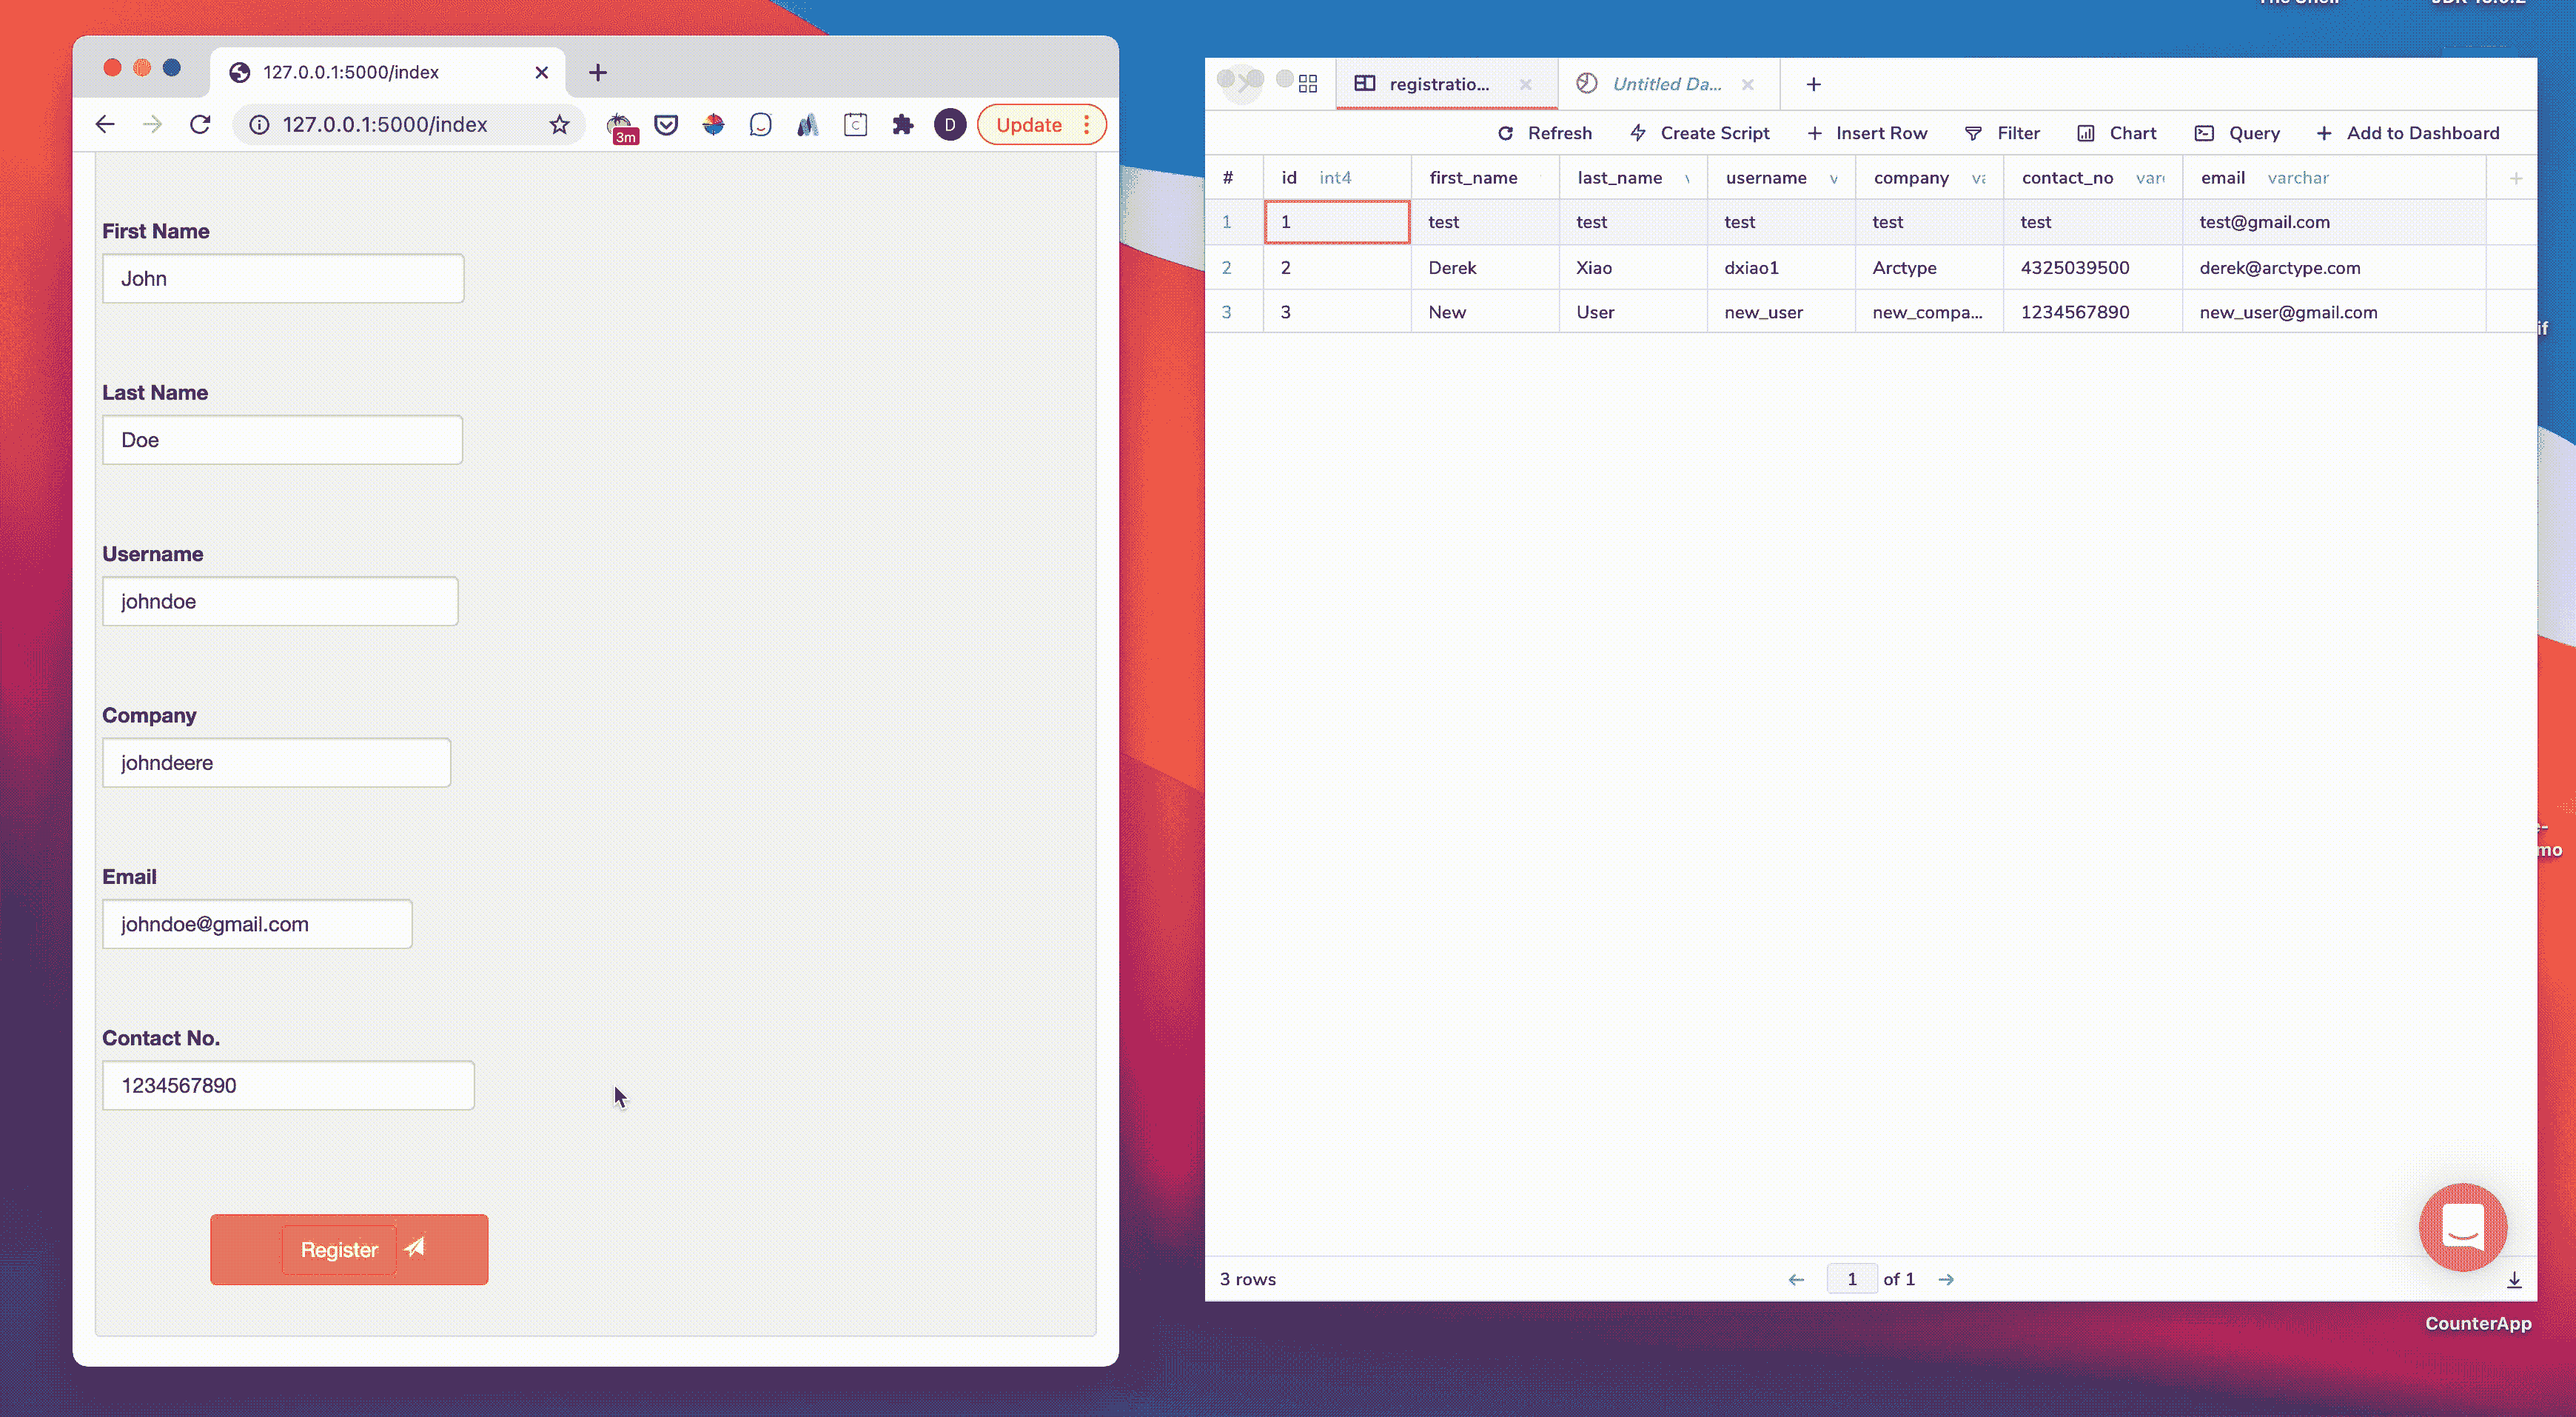 The Shell
127.0.0.1:5000/index
127.0.0.1:5000/index
3m
C
D
Update
First Name
John
Last Name
Doe
Username
johndoe
Company
johndeere
Email
johndoe@gmail.com
Contact No.
1234567890
Register
registratio...
Untitled Da...
Refresh Create Script Insert Row Filter Chart Query Add to Dashboard
# id int4 first_name last_name username company contact_no email varchar
1 1 test test test test test test@gmail.com
2 2 Derek Xiao dxiao1 Arctype 4325039500 derek@arctype.com
3 3 New User new_user new_compa... 1234567890 new_user@gmail.com
3 rows
1 of 1
if
mo
CounterApp